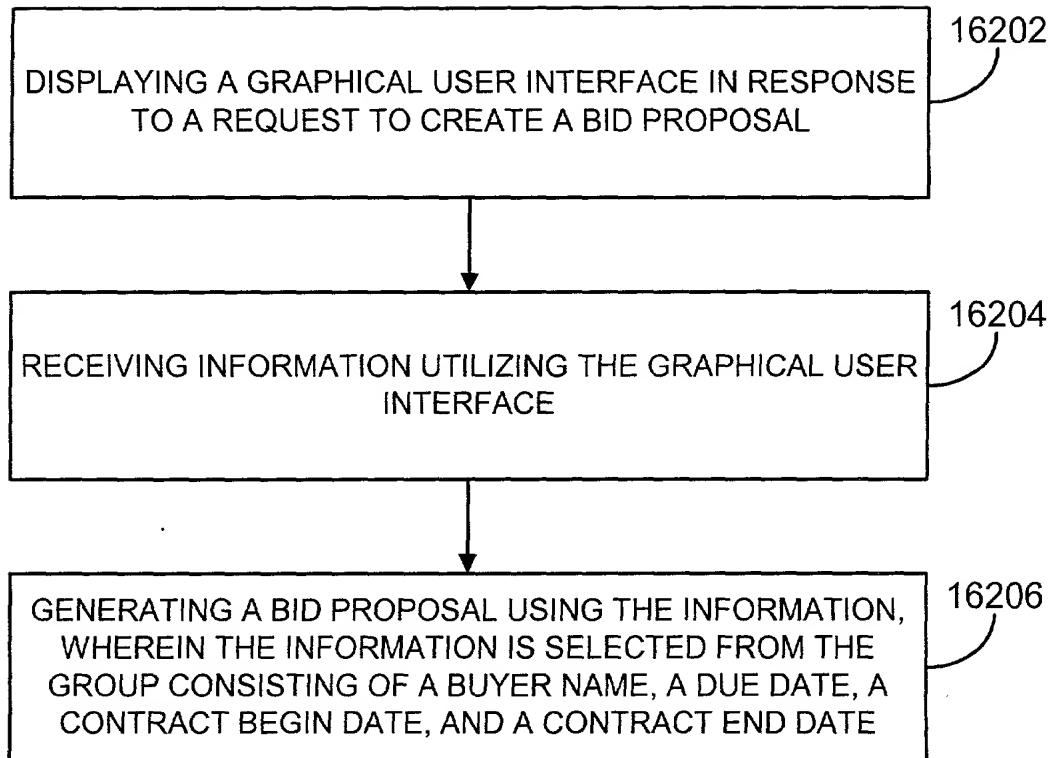 16202
DISPLAYING A GRAPHICAL USER INTERFACE IN RESPONSE
TO A REQUEST TO CREATE A BID PROPOSAL
16204
RECEIVING INFORMATION UTILIZING THE GRAPHICAL USER
INTERFACE
16206
GENERATING A BID PROPOSAL USING THE INFORMATION,
WHEREIN THE INFORMATION IS SELECTED FROM THE
GROUP CONSISTING OF A BUYER NAME, A DUE DATE, A
CONTRACT BEGIN DATE, AND A CONTRACT END DATE